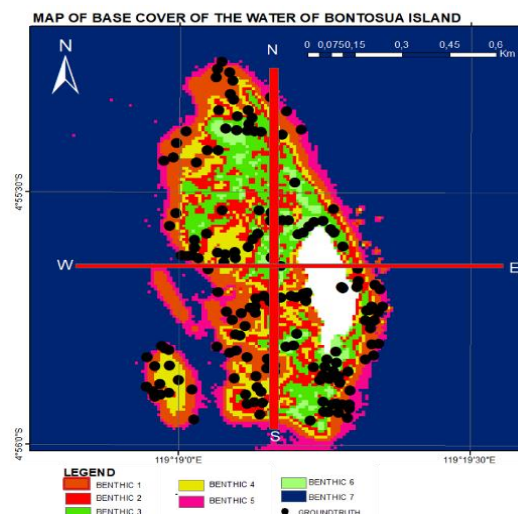 MAP OF BASE COVER OF THE WATER OF BONTOSUA ISLAND
N
N
0 0,0750,15 0,3 0,45 0,6
Km
4°55'30"S
W
E
S
4°56'0"S
119°19'0"E
119°19'30"E
LEGEND
BENTHIC 1
BENTHIC 2
BENTHIC 3
BENTHIC 4
BENTHIC 5
BENTHIC 6
BENTHIC 7
GROUNDTRUTH